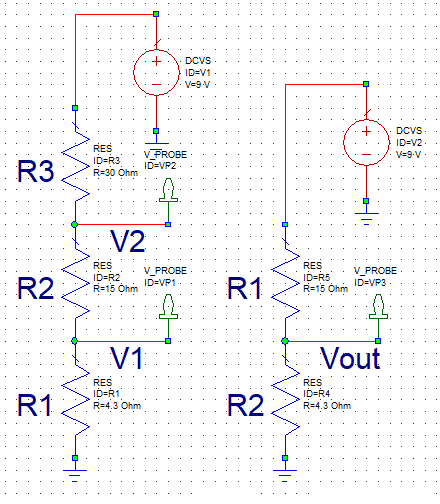 DCVS
ID=V1
V=9 V
+
−
R3
RES
ID=R3
R=30 Ohm
V_PROBE
ID=VP2
V2
R2
RES
ID=R2
R=15 Ohm
V_PROBE
ID=VP1
V1
R1
RES
ID=R1
R=4.3 Ohm
DCVS
ID=V2
V=9 V
+
−
R1
RES
ID=R5
R=15 Ohm
V_PROBE
ID=VP3
Vout
R2
RES
ID=R4
R=4.3 Ohm